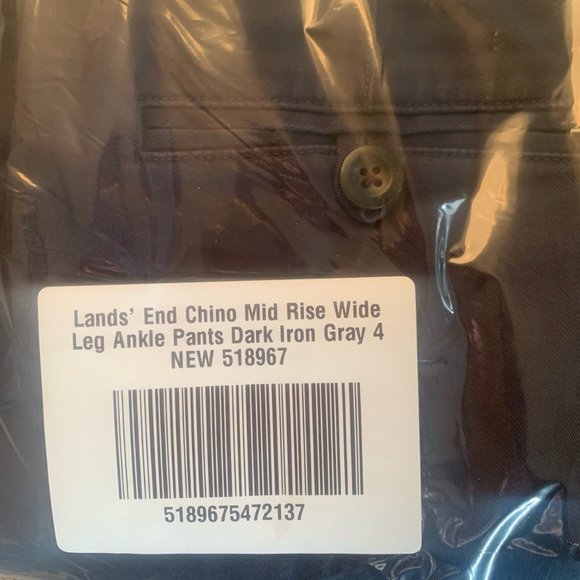 Lands’ End Chino Mid Rise Wide
Leg Ankle Pants Dark Iron Gray 4
NEW 518967
5189675472137